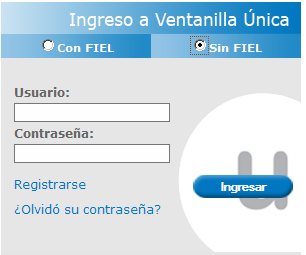 Ingreso a Ventanilla Única
Con FIEL Sin FIEL
Usuario:
Contraseña:
Registrarse
¿Olvidó su contraseña?
u
Ingresar